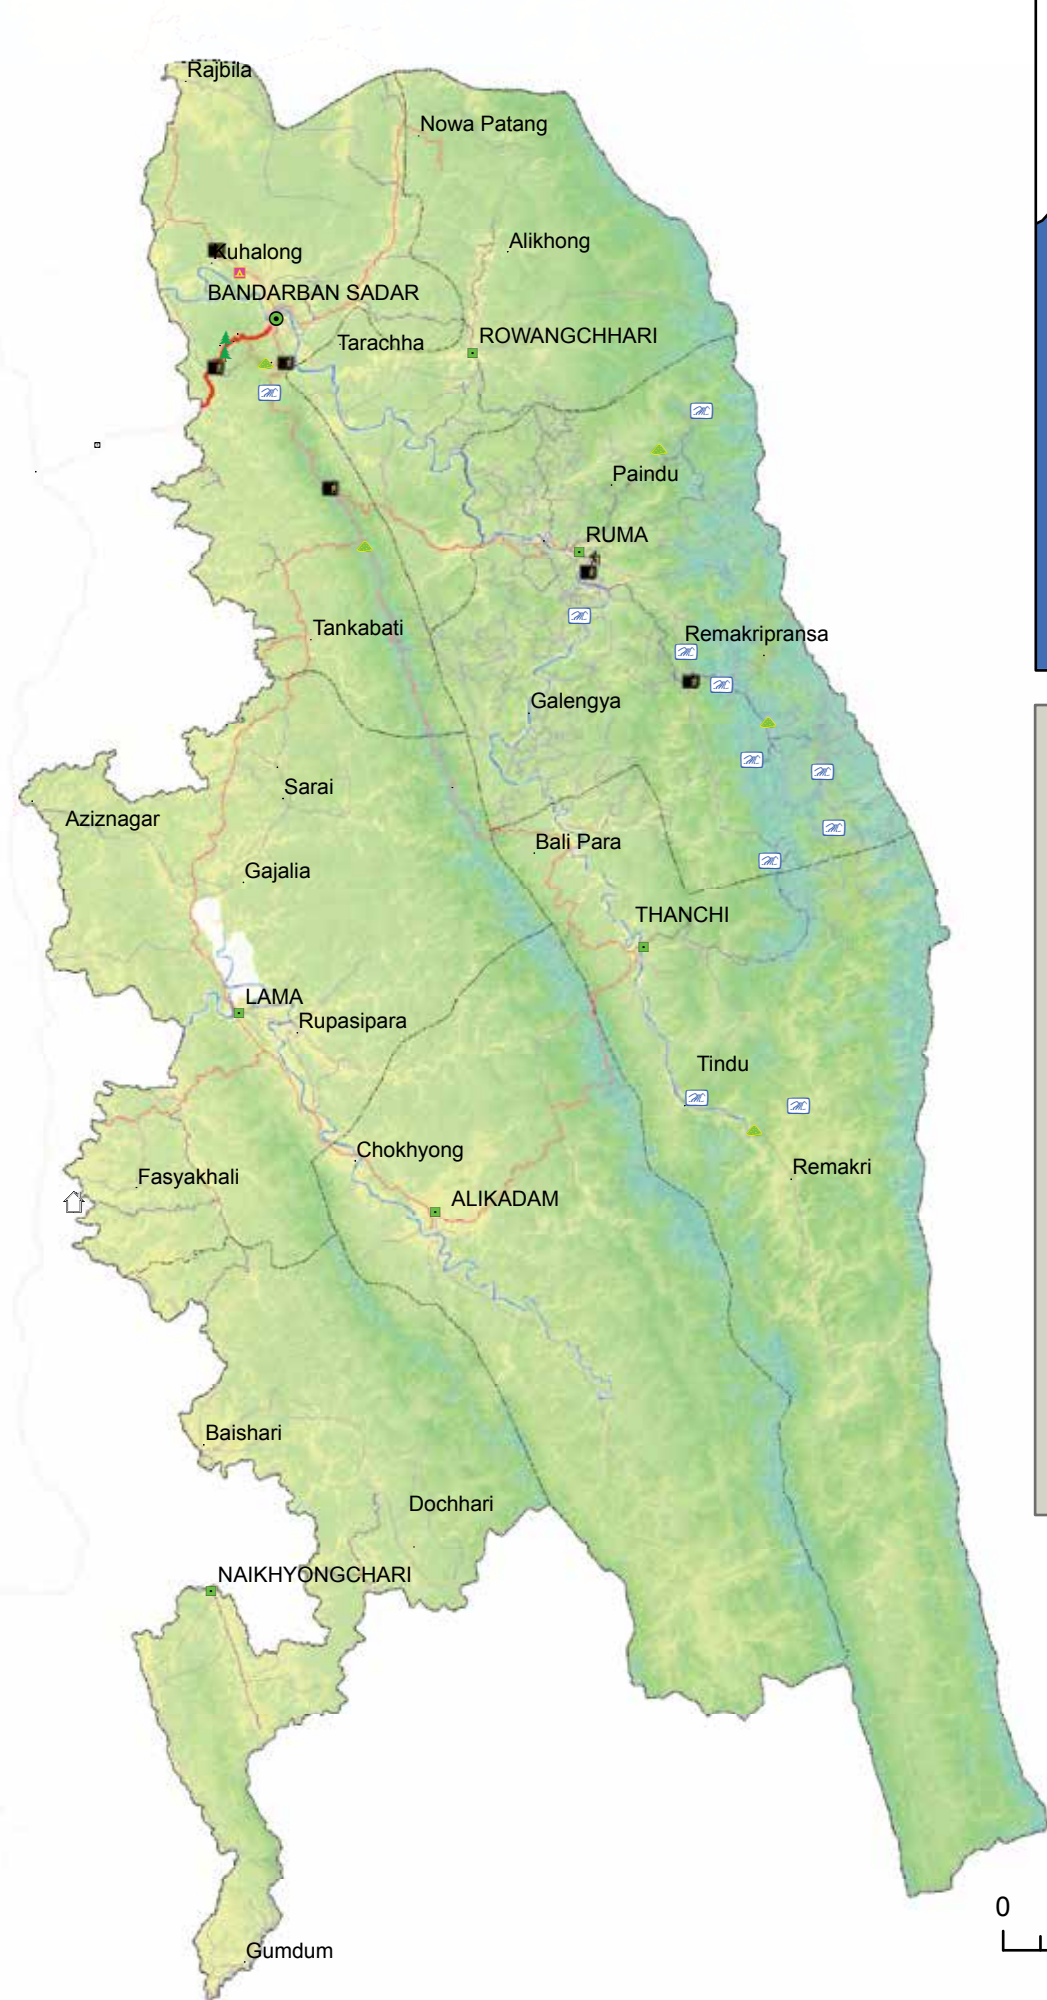 Rajbila
Nowa Patang
Alikhong
Kuhalong
BANDARBAN SADAR
ROWANGCHHARI
Tarachha
Paindu
RUMA
Tankabati
Remakripransa
Galengya
Sarai
Aziznagar
Bali Para
Gajalia
THANCHI
LAMA
Rupasipara
Tindu
Chokhyong
Remakri
Fasyakhali
ALIKADAM
Baishari
Dochhari
NAIKHYONGCHARI
0
Gumdum